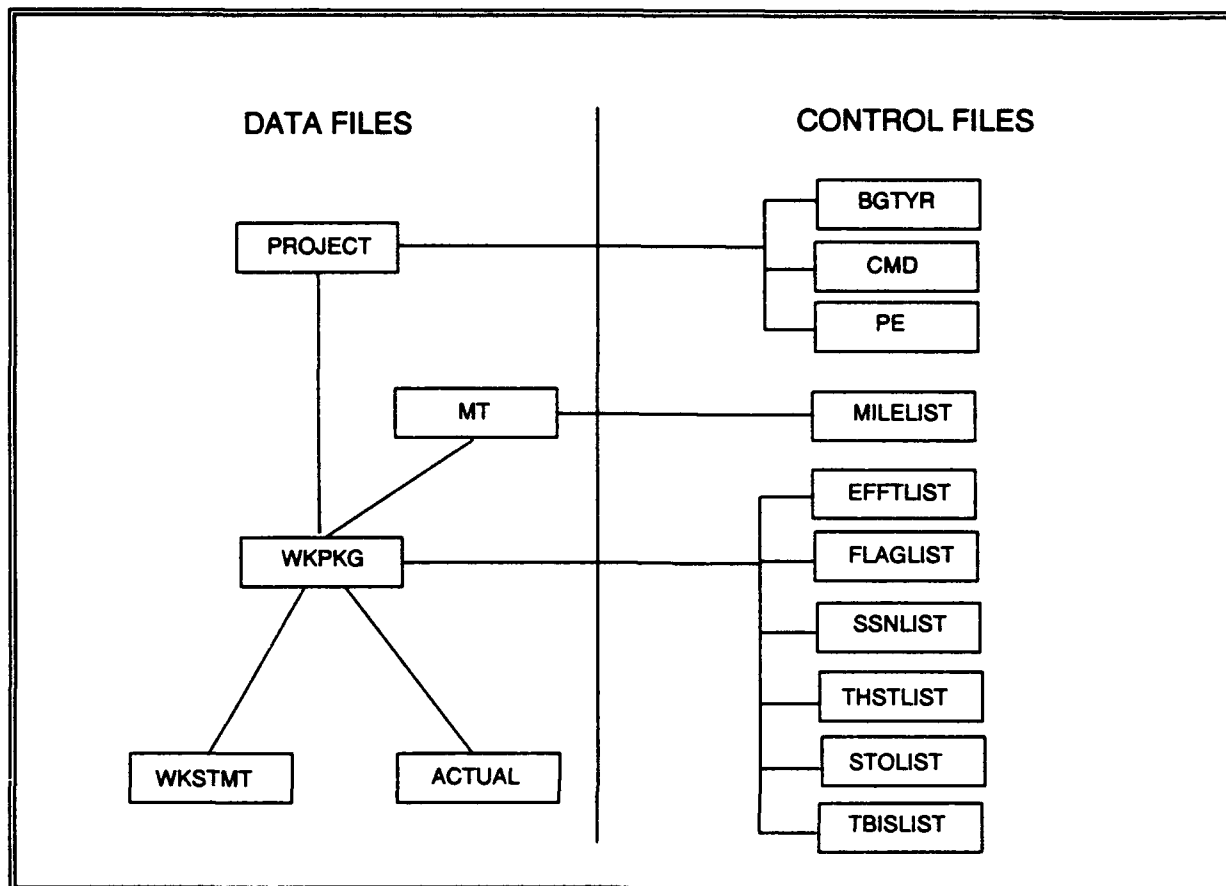 DATA FILES
CONTROL FILES
PROJECT
BGTYR
CMD
PE
MT
MILELIST
WKPKG
EFFTLIST
FLAGLIST
SSNLIST
THSTLIST
STOLIST
TBISLIST
WKSTMT
ACTUAL